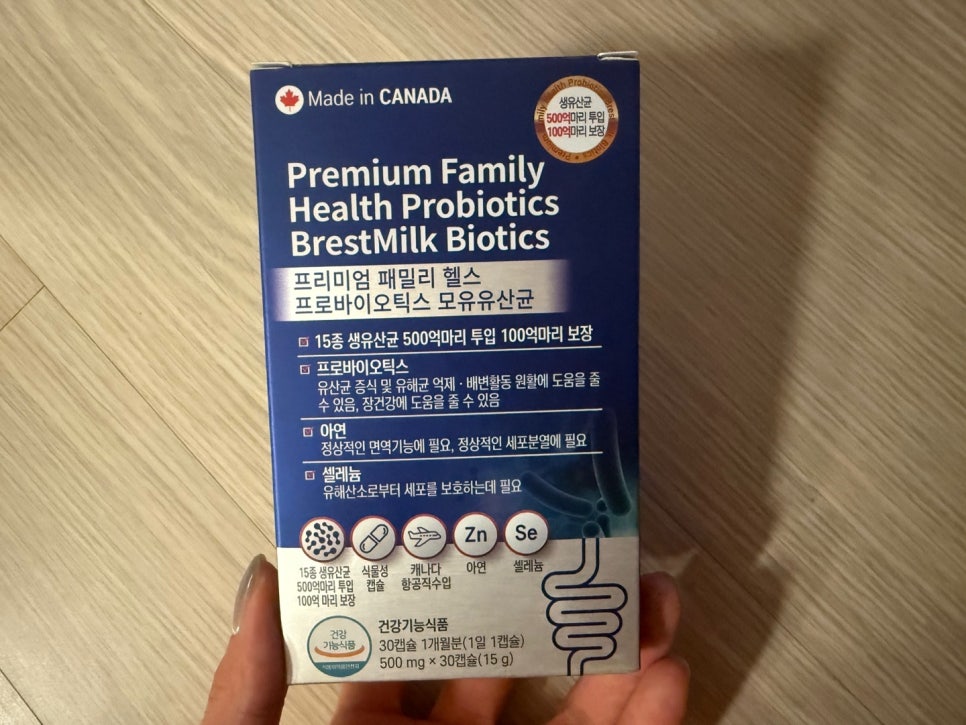 Made in CANADA
생유산균
500억마리 투입
100억마리 보장
Premium Family
Health Probiotics
BrestMilk Biotics
프리미엄 패밀리 헬스
프로바이오틱스 모유유산균
15종 생유산균 500억마리 투입 100억마리 보장
프로바이오틱스
유산균 증식 및 유해균 억제 · 배변활동 원활에 도움을 줄
수 있음, 장건강에 도움을 줄 수 있음
아연
정상적인 면역기능에 필요, 정상적인 세포분열에 필요
셀레늄
유해산소로부터 세포를 보호하는데 필요
Zn
Se
15종 생유산균
500억마리 투입
100억 마리 보장
식물성
캡슐
캐나다
항공직수입
아연
셀레늄
건강
기능식품
식품의약품안전처
건강기능식품
30캡슐 1개월분(1일 1캡슐)
500 mg × 30캡슐(15 g)